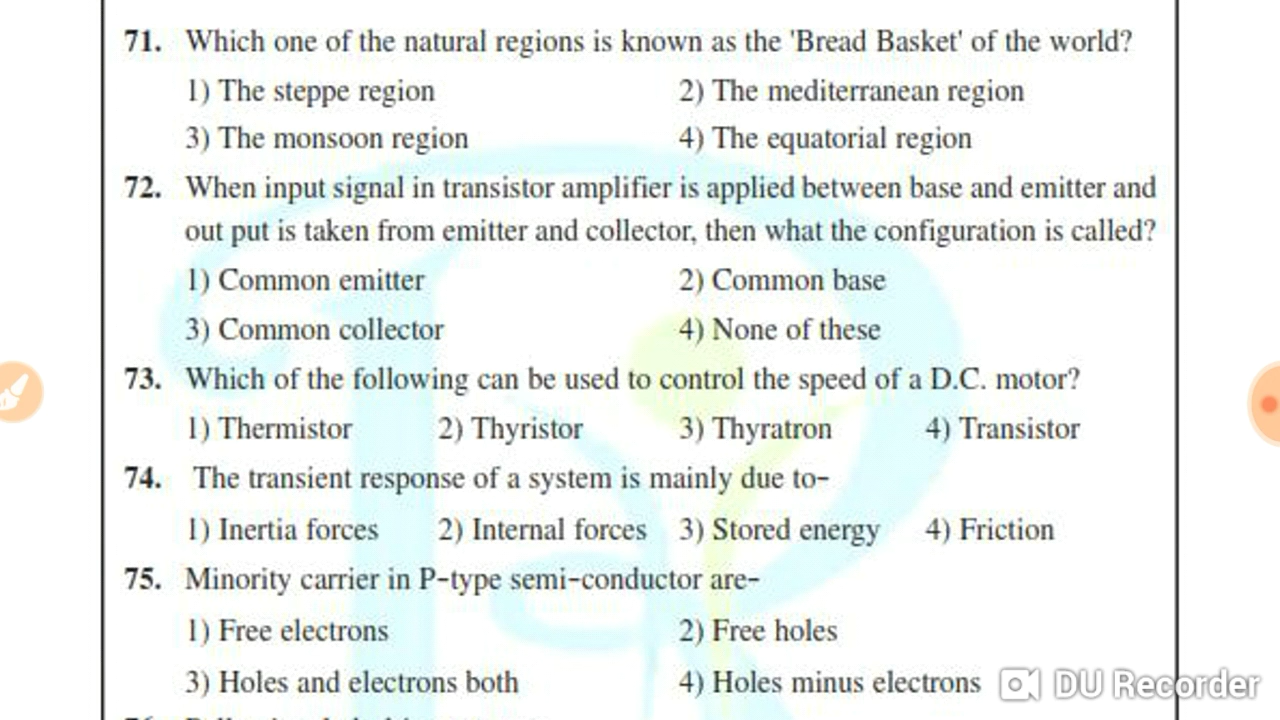 71. Which one of the natural regions is known as the 'Bread Basket' of the world?
1) The steppe region 2) The mediterranean region
3) The monsoon region 4) The equatorial region
72. When input signal in transistor amplifier is applied between base and emitter and
out put is taken from emitter and collector, then what the configuration is called?
1) Common emitter 2) Common base
3) Common collector 4) None of these
73. Which of the following can be used to control the speed of a D.C. motor?
1) Thermistor 2) Thyristor 3) Thyratron 4) Transistor
74. The transient response of a system is mainly due to-
1) Inertia forces 2) Internal forces 3) Stored energy 4) Friction
75. Minority carrier in P-type semi-conductor are-
1) Free electrons 2) Free holes
3) Holes and electrons both 4) Holes minus electrons
DU Recorder